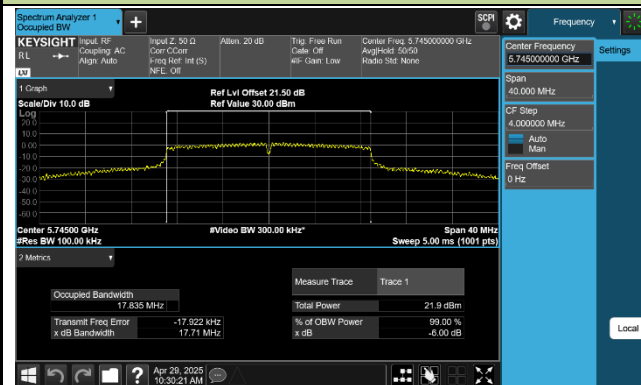 Spectrum Analyzer 1
Occupied BW
SCPI
Frequency
KEYSIGHT
Input: RF
Input Z: 50 Ω
Atten: 20 dB
Trig: Free Run
Center Freq: 5.745000000 GHz
RL
Coupling: AC
Corr CCorr
Gate: Off
Avg|Hold: 50/50
Align: Auto
Freq Ref: Int (S)
#IF Gain: Low
Radio Std: None
NFE: Off
LXI
Center Frequency
5.745000000 GHz
Settings
Span
40.000 MHz
CF Step
4.000000 MHz
Auto
Man
Freq Offset
0 Hz
1 Graph
Ref Lvl Offset 21.50 dB
Scale/Div 10.0 dB
Ref Value 30.00 dBm
Log
20.0
10.0
0.00
-10.0
-20.0
-30.0
-40.0
-50.0
-60.0
Center 5.74500 GHz
#Video BW 300.00 kHz*
Span 40 MHz
#Res BW 100.00 kHz
Sweep 5.00 ms (1001 pts)
2 Metrics
Measure Trace
Trace 1
Occupied Bandwidth
17.835 MHz
Total Power
21.9 dBm
Transmit Freq Error
-17.922 kHz
% of OBW Power
99.00 %
x dB Bandwidth
17.71 MHz
x dB
-6.00 dB
Local
?
Apr 29, 2025
10:30:21 AM